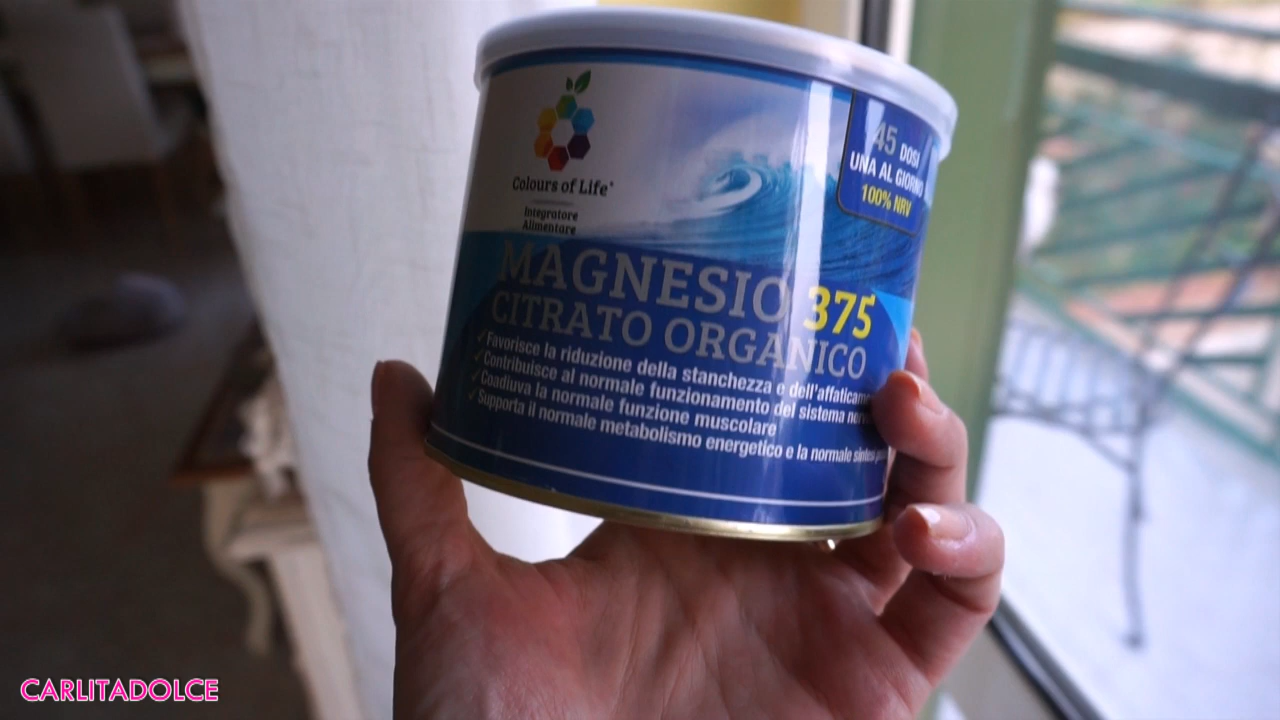 Colours of Life®
Integratore
Alimentare
45 DOSI
UNA AL GIORNO
100% NRV
MAGNESIO 375
CITRATO ORGANICO
Favorisce la riduzione della stanchezza e dell'affaticam
Contribuisce al normale funzionamento del sistema nerv
Coadiuva la normale funzione muscolare
Supporta il normale metabolismo energetico e la normale sintesi
CARLITADOLCE